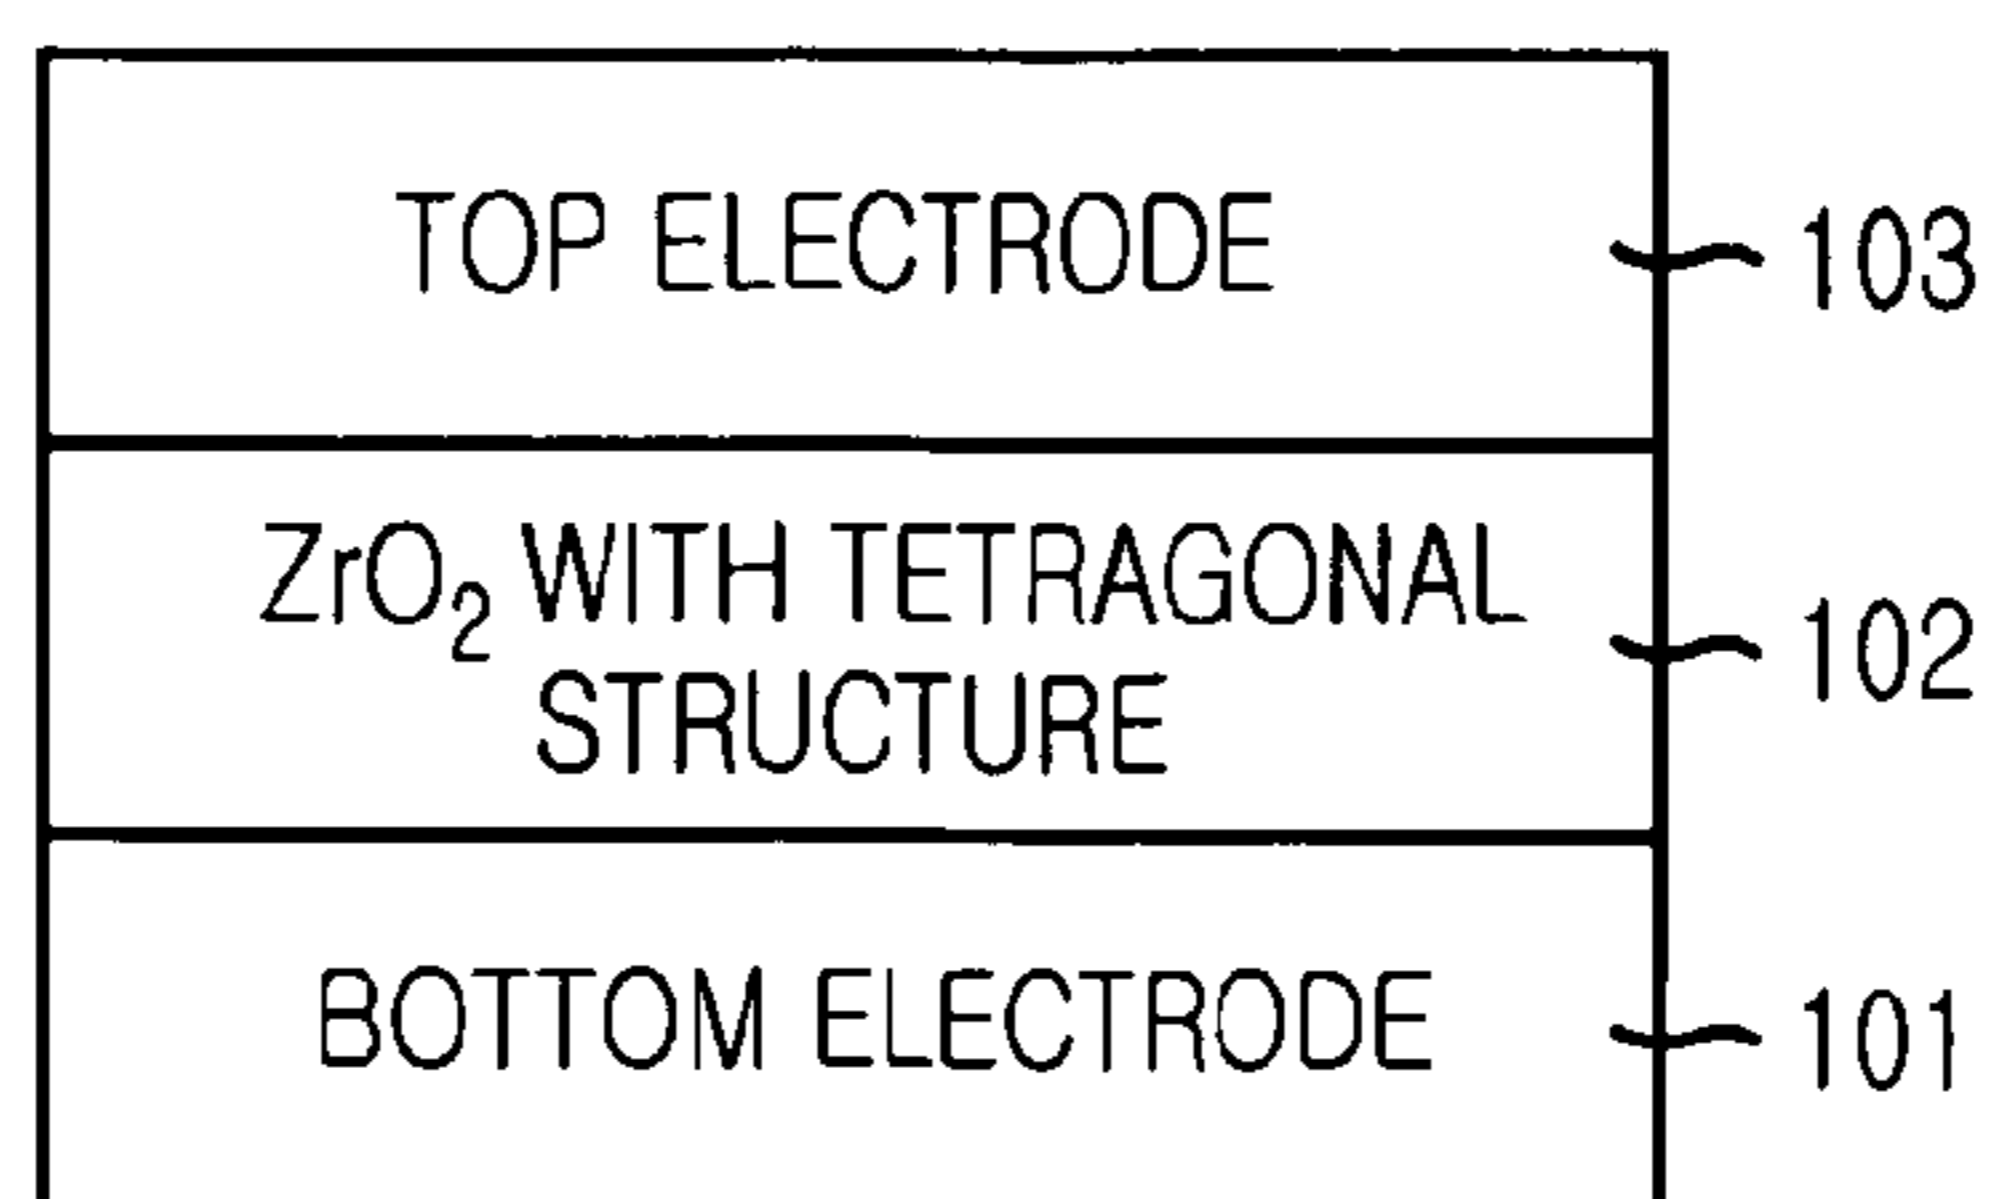 TOP ELECTRODE
103
ZrO₂ WITH TETRAGONAL
STRUCTURE
102
BOTTOM ELECTRODE
101